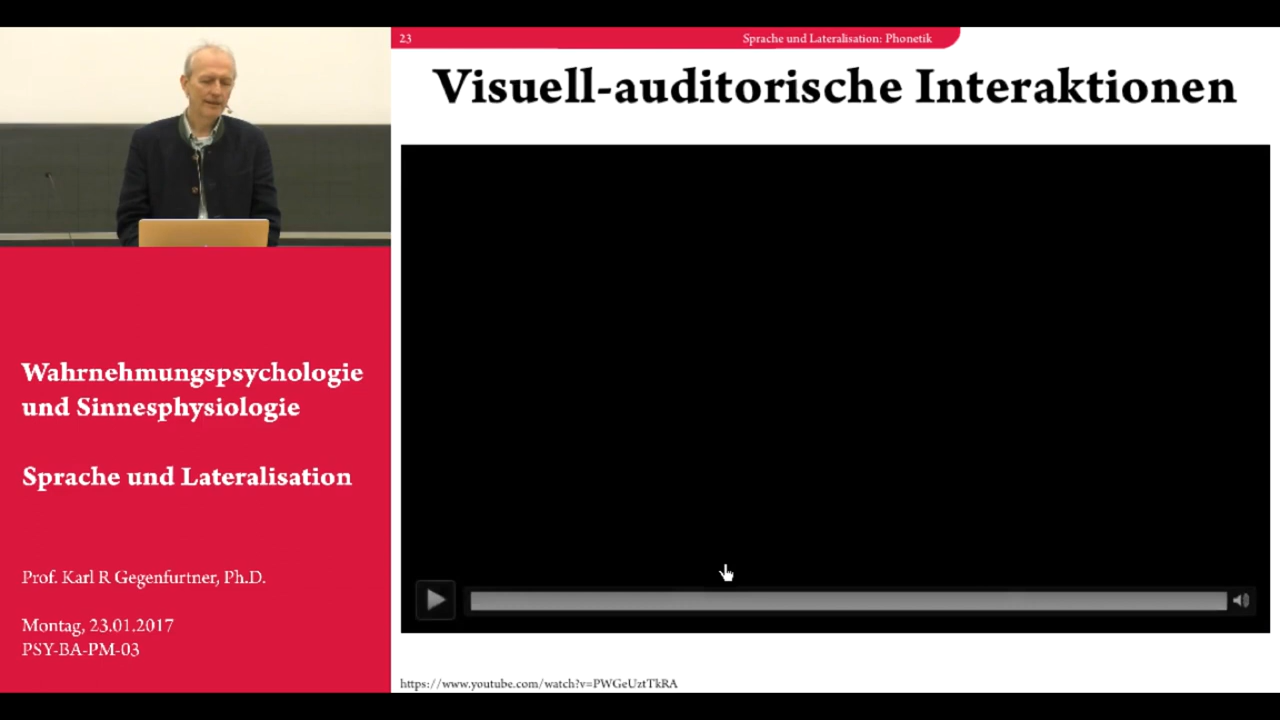 23
Sprache und Lateralisation: Phonetik
Visuell-auditorische Interaktionen
Wahrnehmungspsychologie
und Sinnesphysiologie
Sprache und Lateralisation
Prof. Karl R Gegenfurtner, Ph.D.
Montag, 23.01.2017
PSY-BA-PM-03
https://www.youtube.com/watch?v=PWGeUztTkRA